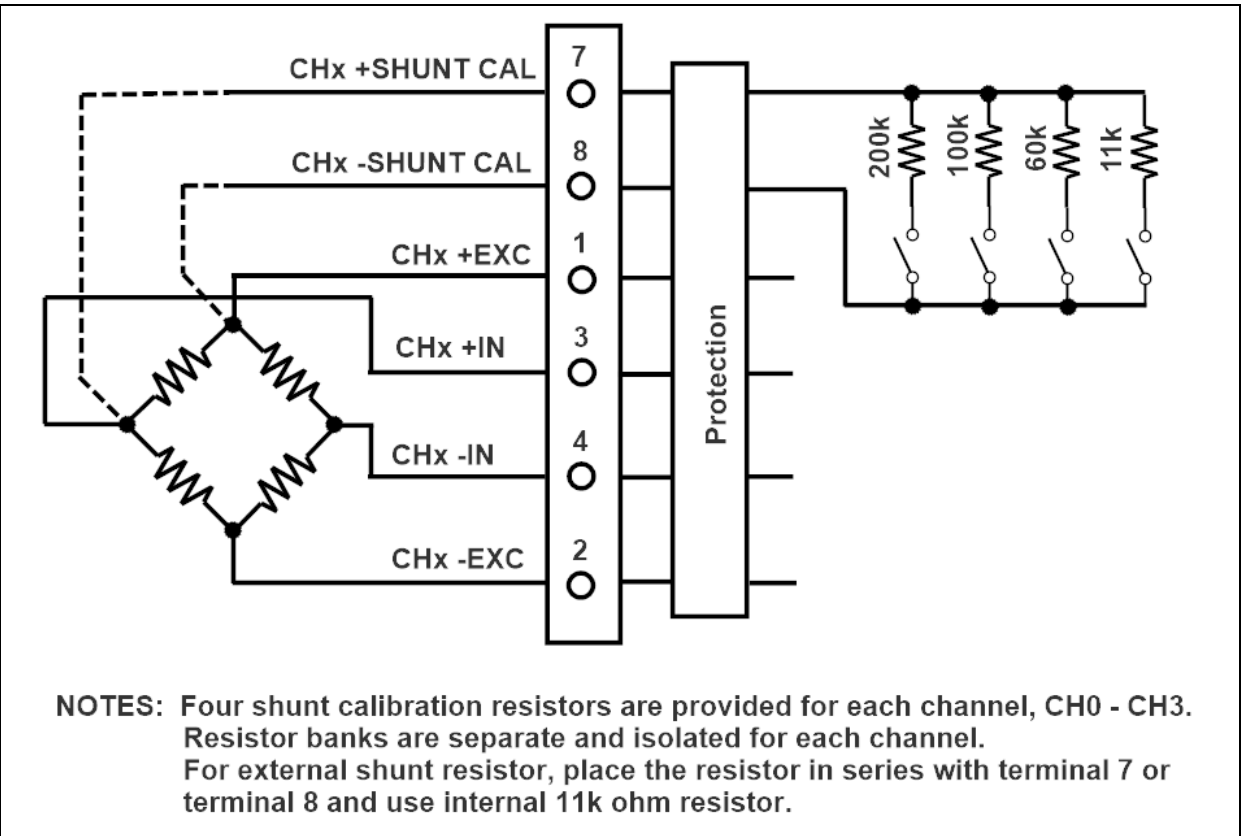 CHx +SHUNT CAL
7
CHx -SHUNT CAL
8
CHx +EXC
1
CHx +IN
3
CHx -IN
4
CHx -EXC
2
Protection
200k
100k
60k
11k
NOTES: Four shunt calibration resistors are provided for each channel, CH0 - CH3.
Resistor banks are separate and isolated for each channel.
For external shunt resistor, place the resistor in series with terminal 7 or
terminal 8 and use internal 11k ohm resistor.